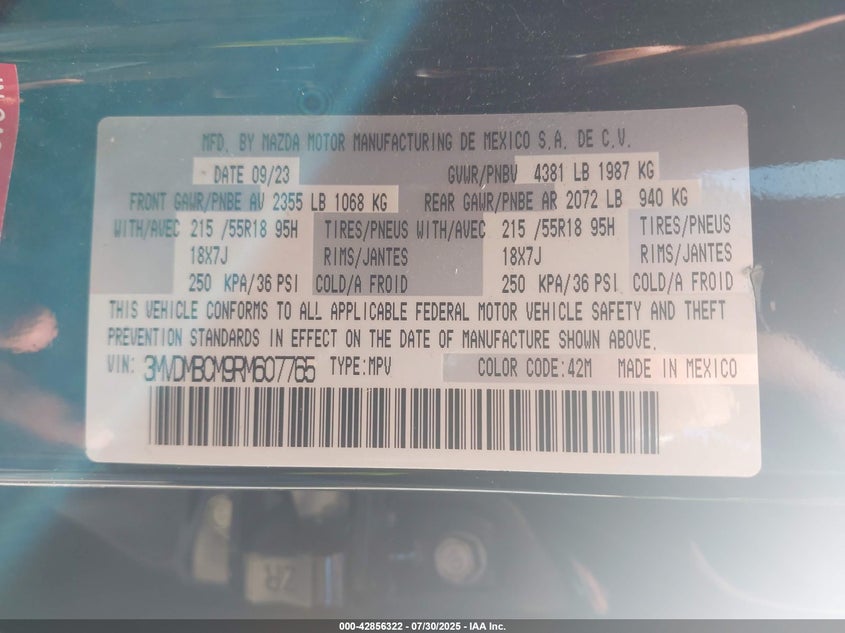 MFD. BY MAZDA MOTOR MANUFACTURING DE MEXICO S.A. DE C.V.
DATE 09/23 GVWR/PNBV 4381 LB 1987 KG
FRONT GAWR/PNBE AV 2355 LB 1068 KG REAR GAWR/PNBE AR 2072 LB 940 KG
WITH/AVEC 215 /55R18 95H TIRES/PNEUS WITH/AVEC 215 /55R18 95H TIRES/PNEUS
18X7J RIMS/JANTES 18X7J RIMS/JANTES
250 KPA/36 PSI COLD/A FROID 250 KPA/36 PSI COLD/A FROID
THIS VEHICLE CONFORMS TO ALL APPLICABLE FEDERAL MOTOR VEHICLE SAFETY AND THEFT
PREVENTION STANDARDS IN EFFECT ON THE DATE OF MANUFACTURE SHOWN ABOVE.
VIN: 3MVDMBCM9RM607765 TYPE:MPV COLOR CODE:42M MADE IN MEXICO
ZR
000-42856322 - 07/30/2025 - IAA Inc.